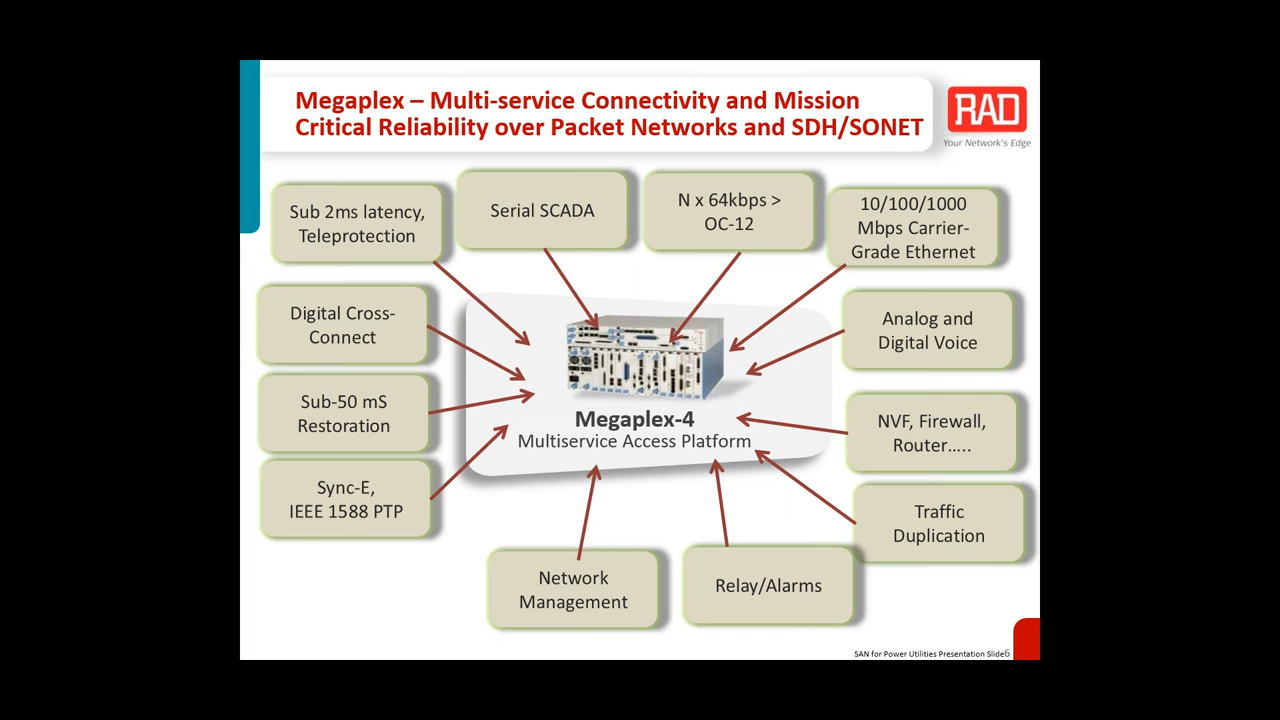 Megaplex – Multi-service Connectivity and Mission
Critical Reliability over Packet Networks and SDH/SONET
RAD
Your Network's Edge
Sub 2ms latency,
Teleprotection
Serial SCADA
N x 64kbps >
OC-12
10/100/1000
Mbps Carrier-
Grade Ethernet
Digital Cross-
Connect
Analog and
Digital Voice
Sub-50 mS
Restoration
Megaplex-4
Multiservice Access Platform
NVF, Firewall,
Router.....
Sync-E,
IEEE 1588 PTP
Traffic
Duplication
Network
Management
Relay/Alarms
SAN for Power Utilities Presentation Slide6